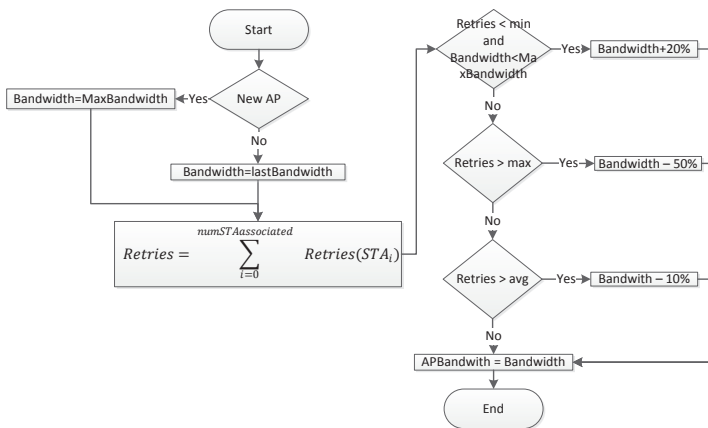 Start
New AP
Yes
Bandwidth=MaxBandwidth
No
Bandwidth=lastBandwidth
numSTAassociated
Retries = ∑ Retries(STAᵢ)
i=0
Retries < min
and
Bandwidth<Ma
xBandwidth
Yes
Bandwidth+20%
No
Retries > max
Yes
Bandwidth – 50%
No
Retries > avg
Yes
Bandwith – 10%
No
APBandwith = Bandwidth
End